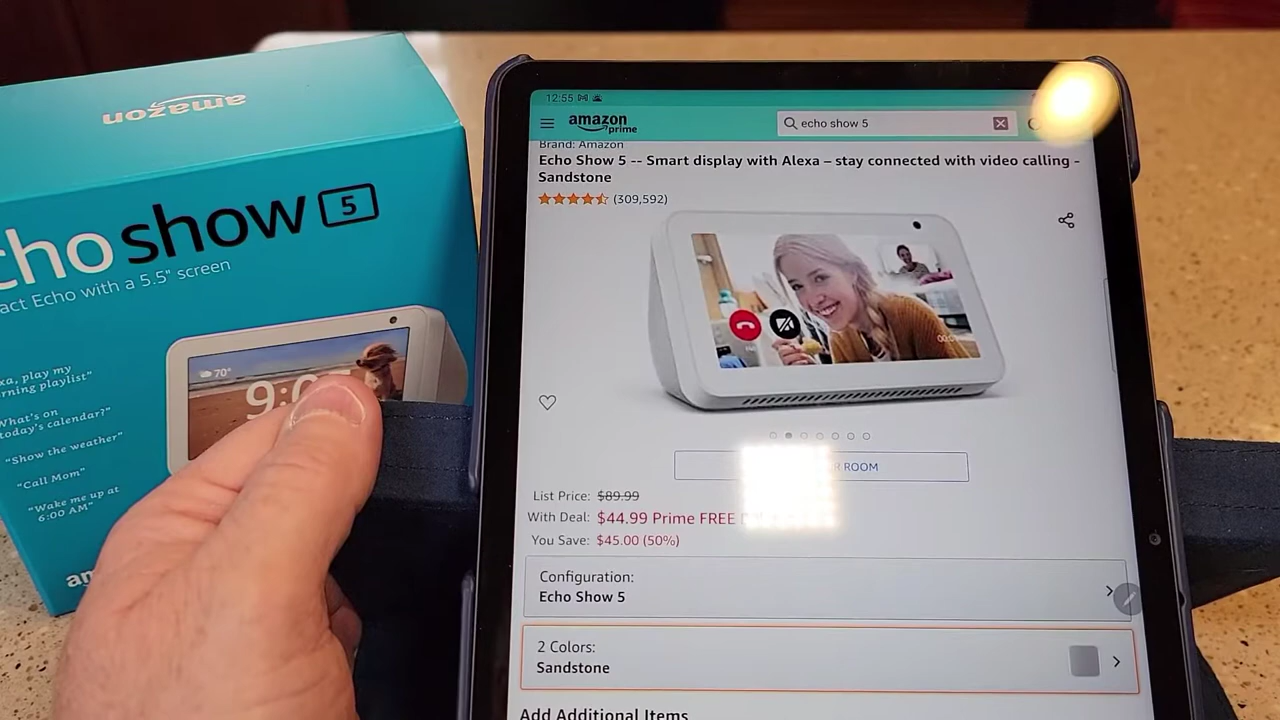 amazon
cho show 5
act Echo with a 5.5" screen
70°
xa, play my
rning playlist"
What's on
today's calendar?"
"Show the weather"
"Call Mom"
"Wake me up at
6:00 AM"
12:55
amazon
prime
echo show 5
Brand: Amazon
Echo Show 5 -- Smart display with Alexa – stay connected with video calling -
Sandstone
(309,592)
ROOM
List Price: $89.99
With Deal: $44.99 Prime FREE
You Save: $45.00 (50%)
Configuration:
Echo Show 5
2 Colors:
Sandstone
Add Additional Items